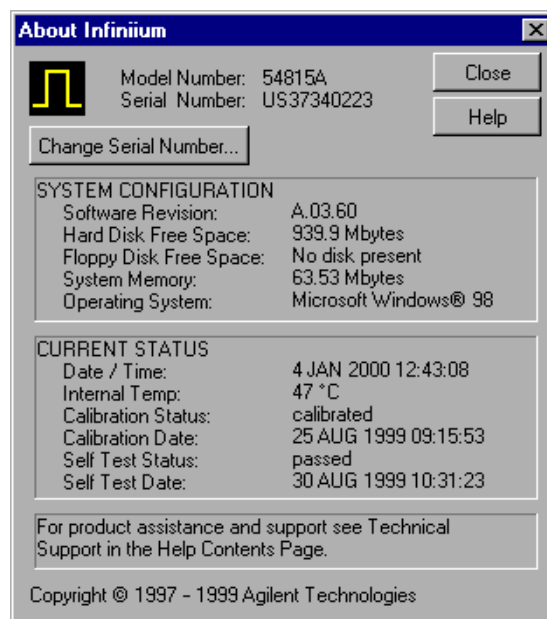 About Infiniium
Model Number: 54815A
Serial Number: US37340223
Close
Help
Change Serial Number...
SYSTEM CONFIGURATION
Software Revision: A.03.60
Hard Disk Free Space: 939.9 Mbytes
Floppy Disk Free Space: No disk present
System Memory: 63.53 Mbytes
Operating System: Microsoft Windows® 98
CURRENT STATUS
Date / Time: 4 JAN 2000 12:43:08
Internal Temp: 47 °C
Calibration Status: calibrated
Calibration Date: 25 AUG 1999 09:15:53
Self Test Status: passed
Self Test Date: 30 AUG 1999 10:31:23
For product assistance and support see Technical
Support in the Help Contents Page.
Copyright © 1997 - 1999 Agilent Technologies